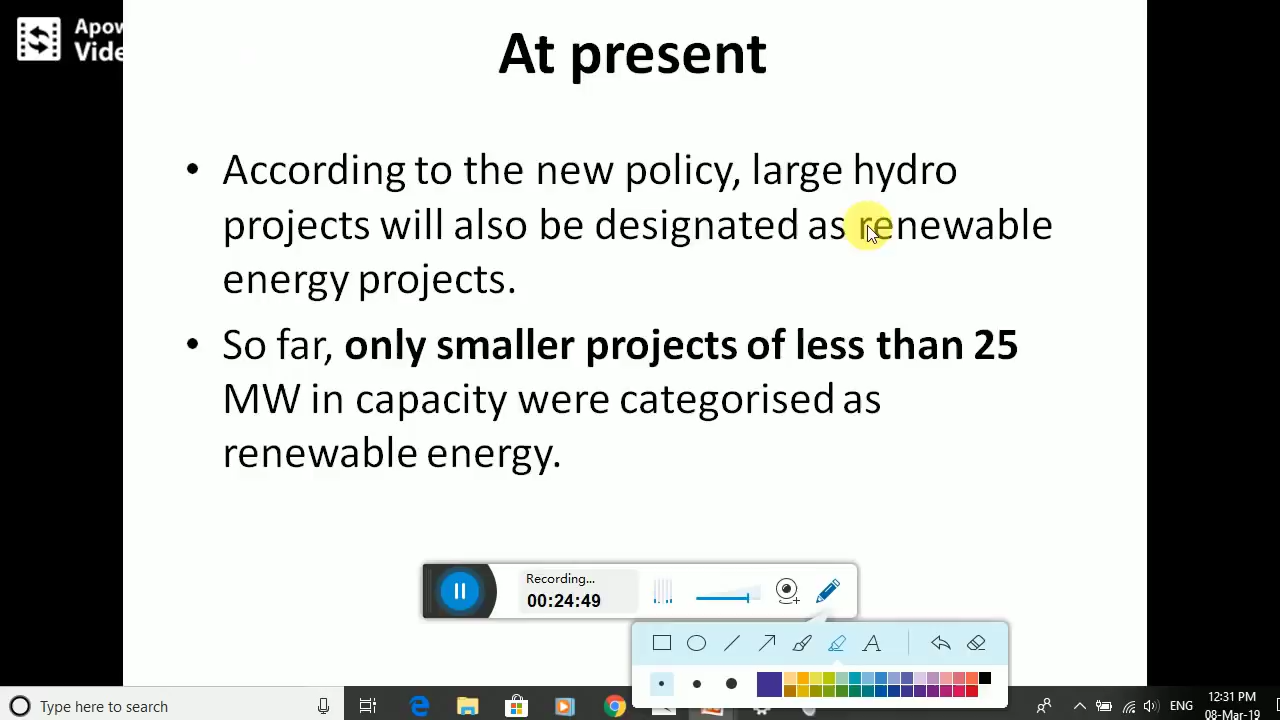 Apow
Vide
At present
• According to the new policy, large hydro
projects will also be designated as renewable
energy projects.
• So far, only smaller projects of less than 25
MW in capacity were categorised as
renewable energy.
Recording...
00:24:49
A
Type here to search
ENG
12:31 PM
08-Mar-19